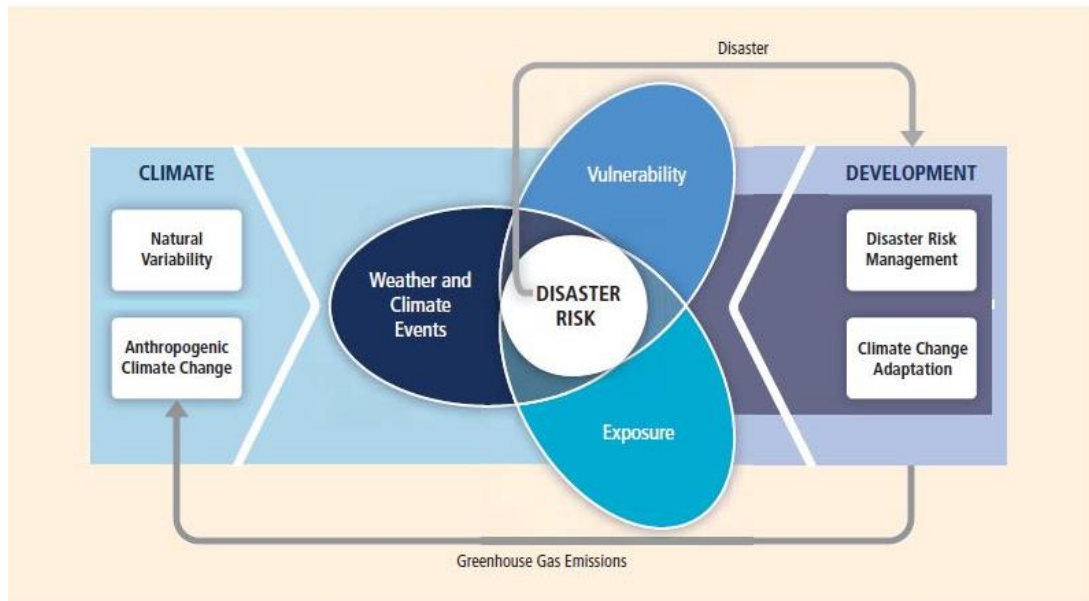 Disaster
CLIMATE
Natural
Variability
Anthropogenic
Climate Change
Vulnerability
Weather and
Climate
Events
DISASTER
RISK
Exposure
DEVELOPMENT
Disaster Risk
Management
Climate Change
Adaptation
Greenhouse Gas Emissions